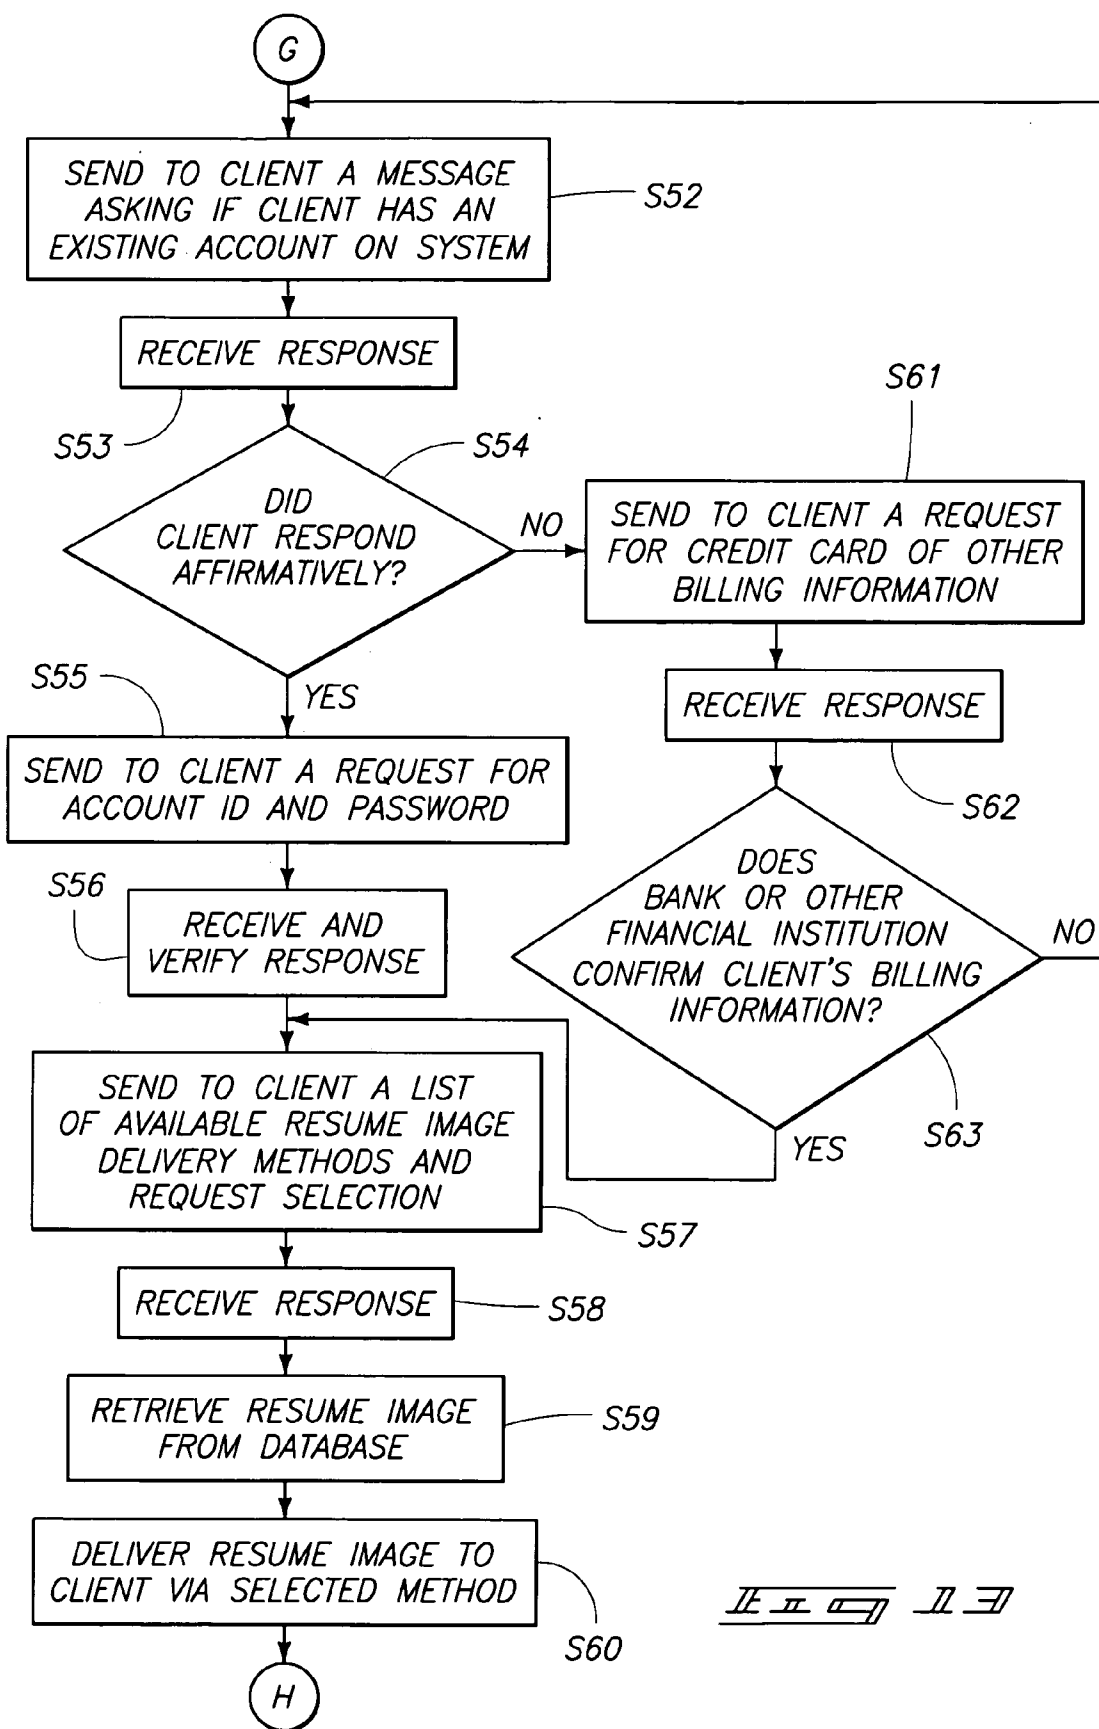 G
SEND TO CLIENT A MESSAGE
ASKING IF CLIENT HAS AN
EXISTING ACCOUNT ON SYSTEM
S52
RECEIVE RESPONSE
S53
DID
CLIENT RESPOND
AFFIRMATIVELY?
S54
NO
YES
S61
SEND TO CLIENT A REQUEST
FOR CREDIT CARD OF OTHER
BILLING INFORMATION
RECEIVE RESPONSE
S62
DOES
BANK OR OTHER
FINANCIAL INSTITUTION
CONFIRM CLIENT'S BILLING
INFORMATION?
NO
S63
YES
S55
SEND TO CLIENT A REQUEST FOR
ACCOUNT ID AND PASSWORD
S56
RECEIVE AND
VERIFY RESPONSE
SEND TO CLIENT A LIST
OF AVAILABLE RESUME IMAGE
DELIVERY METHODS AND
REQUEST SELECTION
S57
RECEIVE RESPONSE
S58
RETRIEVE RESUME IMAGE
FROM DATABASE
S59
DELIVER RESUME IMAGE TO
CLIENT VIA SELECTED METHOD
S60
H
FIG 13